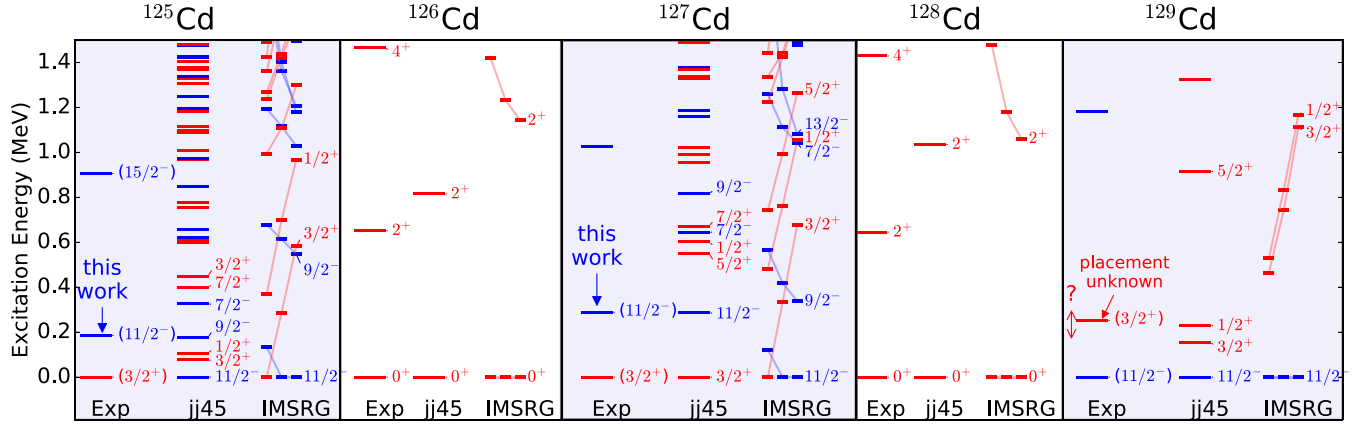 ¹²⁵Cd
¹²⁶Cd
¹²⁷Cd
¹²⁸Cd
¹²⁹Cd
Excitation Energy (MeV)
1.4
1.2
1.0
0.8
0.6
0.4
0.2
0.0
(15/2⁻)
this
work
(11/2⁻)
(3/2⁺)
Exp
3/2⁺
7/2⁺
7/2⁻
9/2⁻
1/2⁺
3/2⁺
11/2⁻
jj45
1/2⁺
3/2⁺
9/2⁻
11/2⁻
IMSRG
4⁺
2⁺
0⁺
Exp
2⁺
0⁺
jj45
2⁺
0⁺
IMSRG
this
work
(11/2⁻)
(3/2⁺)
Exp
9/2⁻
7/2⁺
7/2⁻
1/2⁺
5/2⁺
11/2⁻
3/2⁺
jj45
5/2⁺
13/2⁻
1/2⁺
7/2⁻
3/2⁺
9/2⁻
11/2⁻
IMSRG
4⁺
2⁺
0⁺
Exp
2⁺
0⁺
jj45
2⁺
0⁺
IMSRG
placement
unknown
?
(3/2⁺)
(11/2⁻)
Exp
5/2⁺
1/2⁺
3/2⁺
11/2⁻
jj45
1/2⁺
3/2⁺
11/2⁻
IMSRG